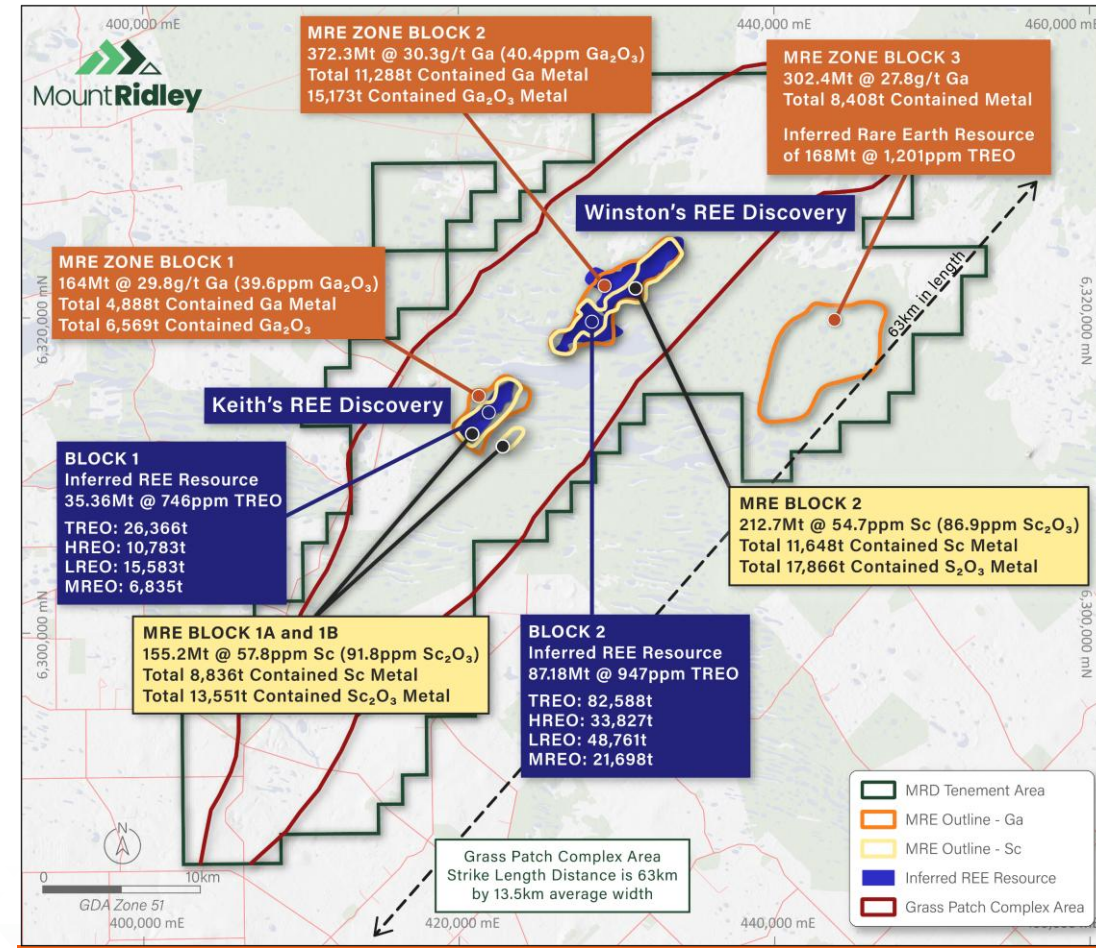 400,000 mE
440,000 mE
460,000 mE
MountRidley
MRE ZONE BLOCK 2
372.3Mt @ 30.3g/t Ga (40.4ppm Ga₂O₃)
Total 11,288t Contained Ga Metal
15,173t Contained Ga₂O₃ Metal
MRE ZONE BLOCK 3
302.4Mt @ 27.8g/t Ga
Total 8,408t Contained Metal
Inferred Rare Earth Resource
of 168Mt @ 1,201ppm TREO
Winston's REE Discovery
MRE ZONE BLOCK 1
164Mt @ 29.8g/t Ga (39.6ppm Ga₂O₃)
Total 4,888t Contained Ga Metal
Total 6,569t Contained Ga₂O₃
6,320,000 mN
63km in length
6,320,000 mN
Keith's REE Discovery
BLOCK 1
Inferred REE Resource
35.36Mt @ 746ppm TREO
TREO: 26,366t
HREO: 10,783t
LREO: 15,583t
MREO: 6,835t
MRE BLOCK 2
212.7Mt @ 54.7ppm Sc (86.9ppm Sc₂O₃)
Total 11,648t Contained Sc Metal
Total 17,866t Contained S₂O₃ Metal
6,300,000 mN
6,300,000 mN
MRE BLOCK 1A and 1B
155.2Mt @ 57.8ppm Sc (91.8ppm Sc₂O₃)
Total 8,836t Contained Sc Metal
Total 13,551t Contained Sc₂O₃ Metal
BLOCK 2
Inferred REE Resource
87.18Mt @ 947ppm TREO
TREO: 82,588t
HREO: 33,827t
LREO: 48,761t
MREO: 21,698t
MRD Tenement Area
MRE Outline - Ga
MRE Outline - Sc
Inferred REE Resource
Grass Patch Complex Area
N
0 10km
GDA Zone 51
Grass Patch Complex Area
Strike Length Distance is 63km
by 13.5km average width
400,000 mE
420,000 mE
440,000 mE